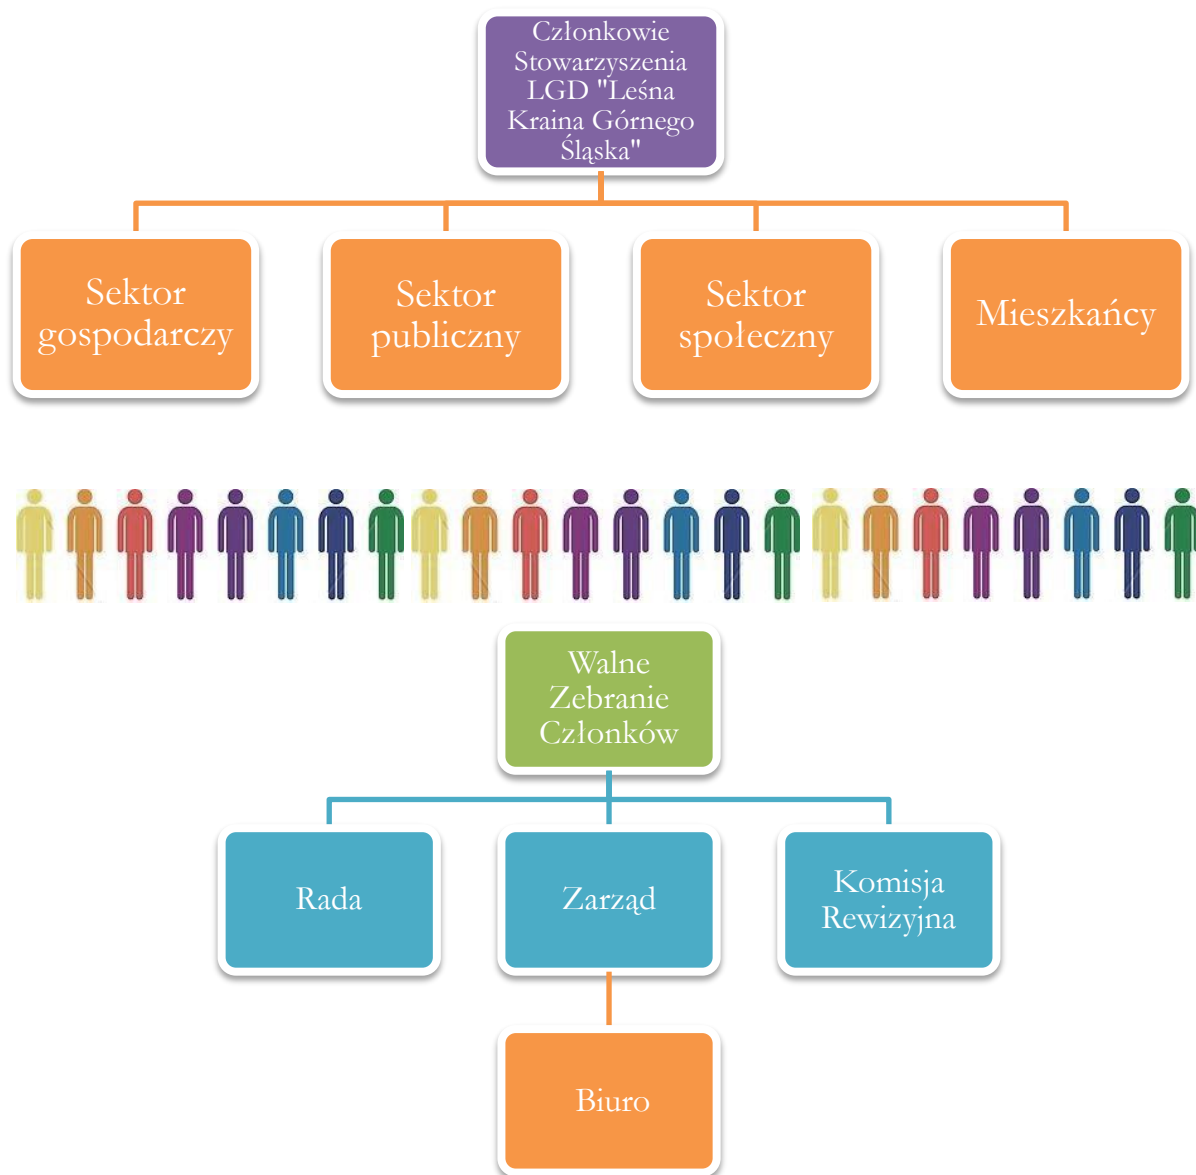 Członkowie
Stowarzyszenia
LGD "Leśna
Kraina Górnego
Śląska"
Sektor
gospodarczy
Sektor
publiczny
Sektor
społeczny
Mieszkańcy
Walne
Zebranie
Członków
Rada
Zarząd
Komisja
Rewizyjna
Biuro